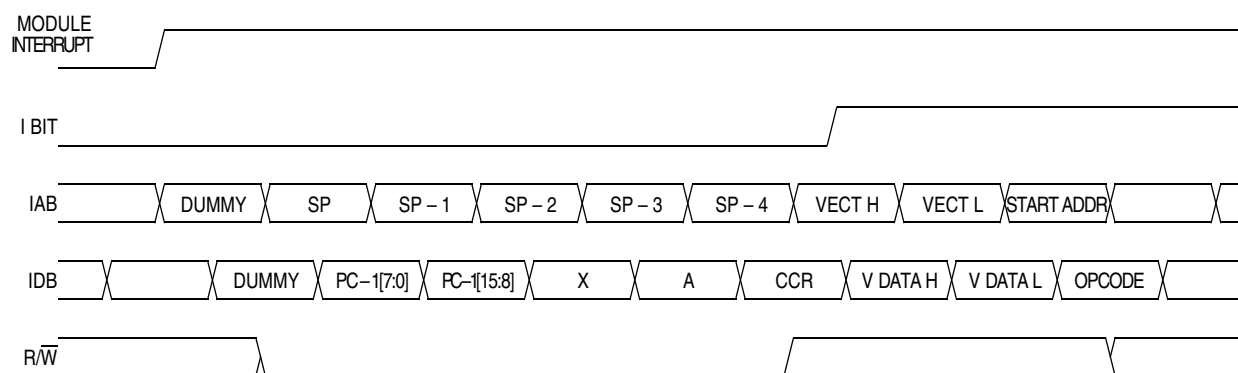 MODULE
INTERRUPT
I BIT
IAB DUMMY SP SP – 1 SP – 2 SP – 3 SP – 4 VECT H VECT L START ADDR
IDB DUMMY PC–1[7:0] PC–1[15:8] X A CCR V DATA H V DATA L OPCODE
R/W̅